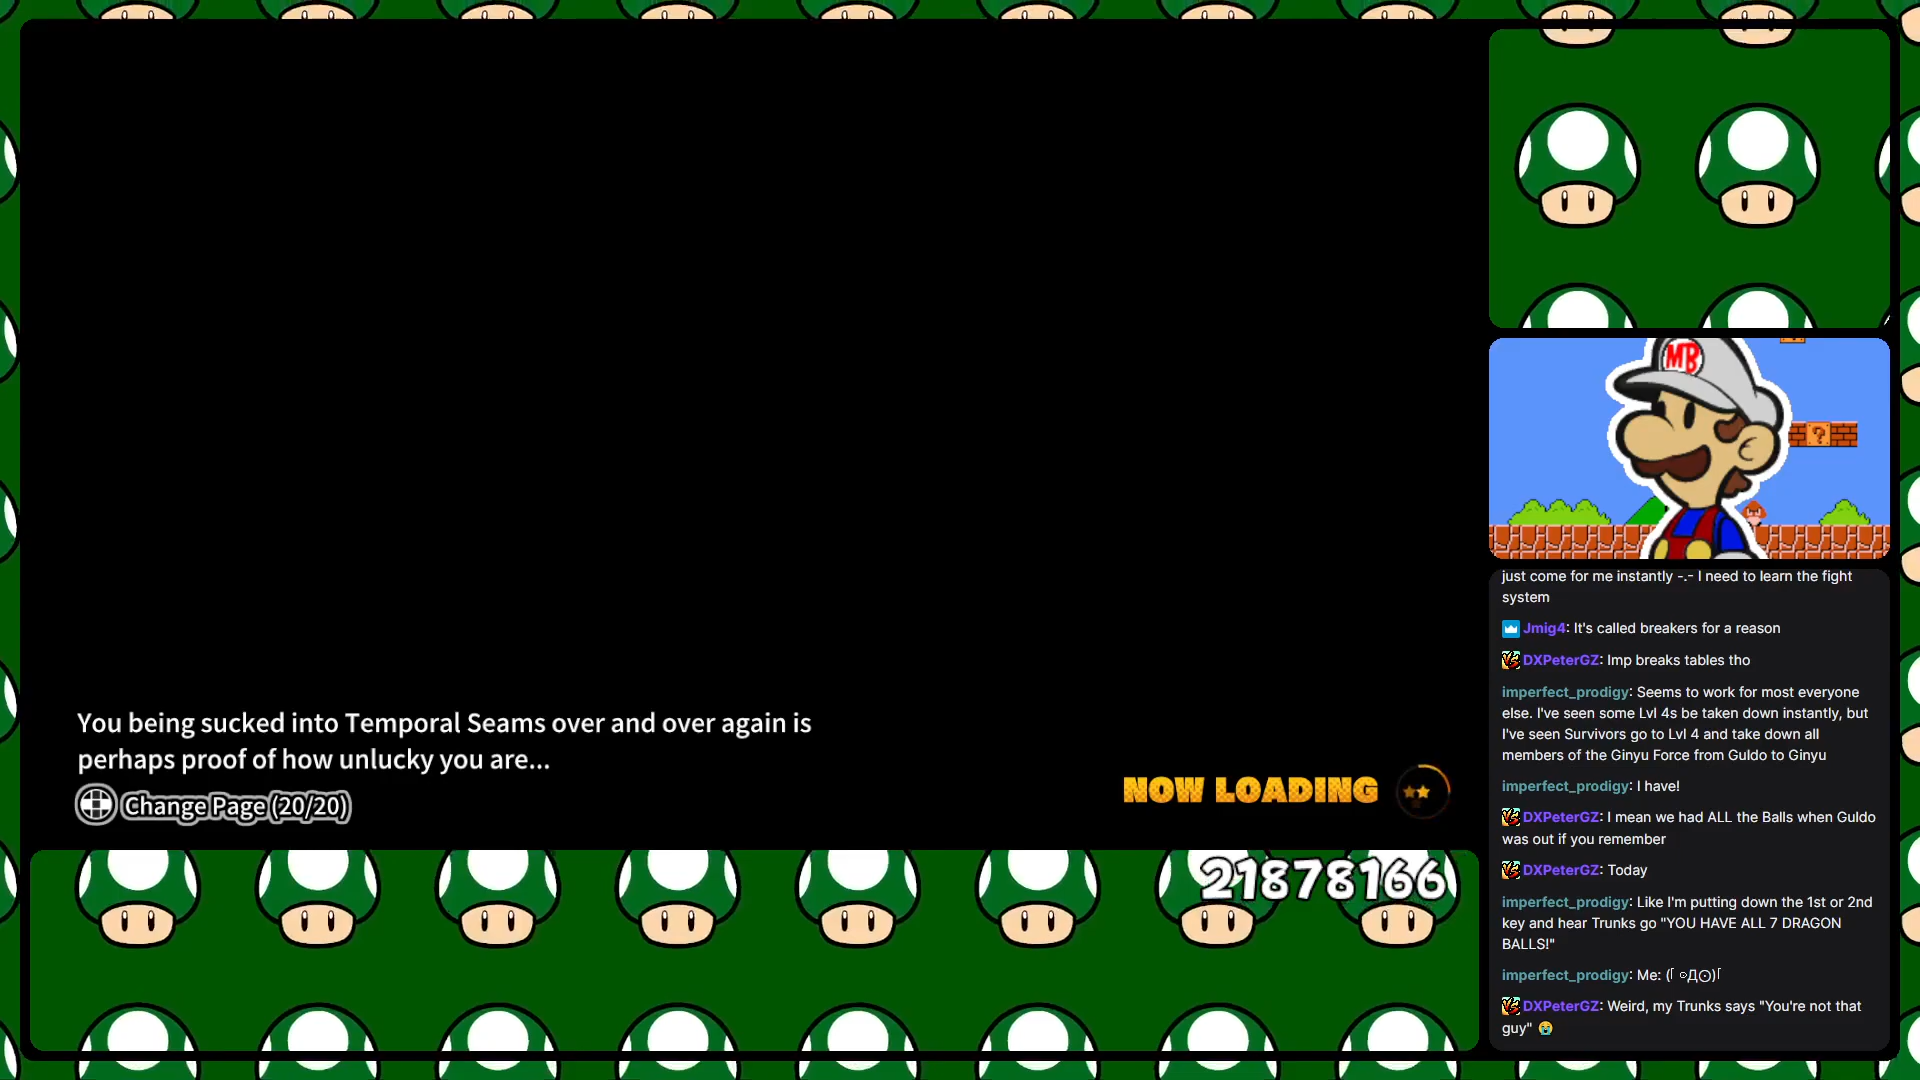 MB
?
just come for me instantly -.- I need to learn the fight
system
Jmig4: It's called breakers for a reason
DXPeterGZ: Imp breaks tables tho
imperfect_prodigy: Seems to work for most everyone
else. I've seen some Lvl 4s be taken down instantly, but
I've seen Survivors go to Lvl 4 and take down all
members of the Ginyu Force from Guldo to Ginyu
imperfect_prodigy: I have!
DXPeterGZ: I mean we had ALL the Balls when Guldo
was out if you remember
DXPeterGZ: Today
imperfect_prodigy: Like I'm putting down the 1st or 2nd
key and hear Trunks go "YOU HAVE ALL 7 DRAGON
BALLS!"
imperfect_prodigy: Me: (｢ ⊙Д⊙)｢
DXPeterGZ: Weird, my Trunks says "You're not that
guy" 😭
You being sucked into Temporal Seams over and over again is
perhaps proof of how unlucky you are...
Change Page (20/20)
NOW LOADING
21878166